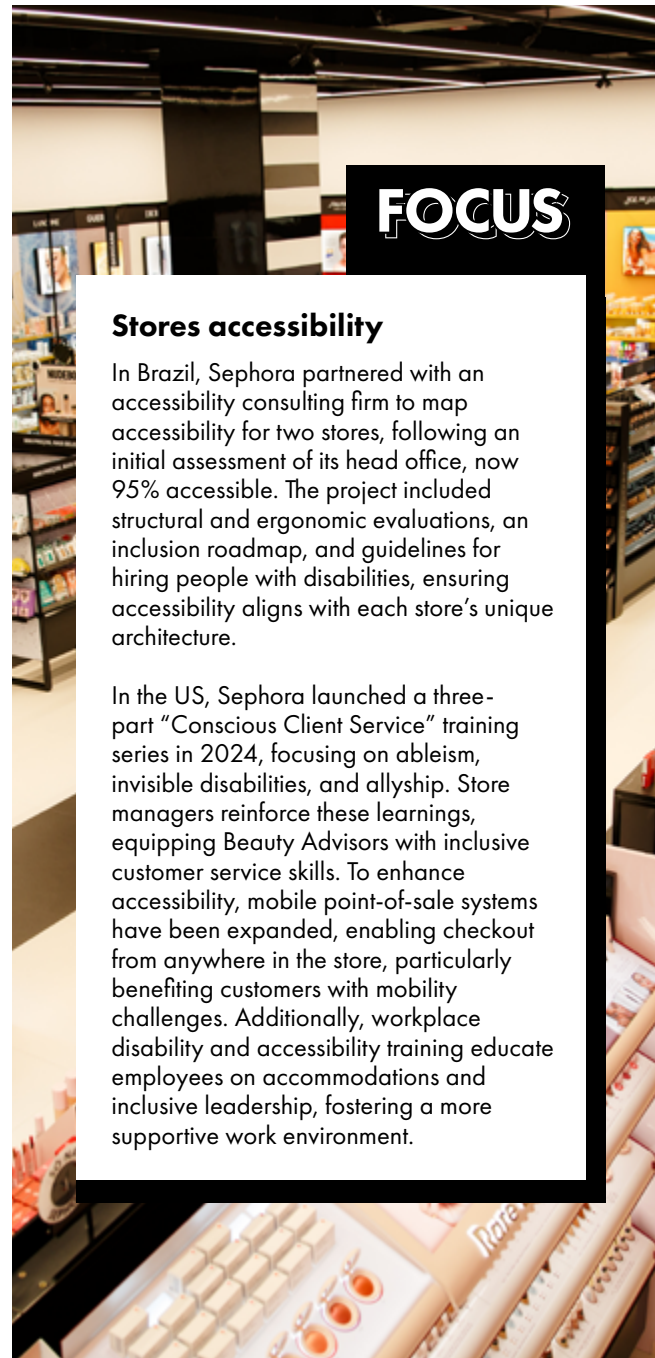 FOCUS
Stores accessibility
In Brazil, Sephora partnered with an
accessibility consulting firm to map
accessibility for two stores, following an
initial assessment of its head office, now
95% accessible. The project included
structural and ergonomic evaluations, an
inclusion roadmap, and guidelines for
hiring people with disabilities, ensuring
accessibility aligns with each store’s unique
architecture.
In the US, Sephora launched a three-
part “Conscious Client Service” training
series in 2024, focusing on ableism,
invisible disabilities, and allyship. Store
managers reinforce these learnings,
equipping Beauty Advisors with inclusive
customer service skills. To enhance
accessibility, mobile point-of-sale systems
have been expanded, enabling checkout
from anywhere in the store, particularly
benefiting customers with mobility
challenges. Additionally, workplace
disability and accessibility training educate
employees on accommodations and
inclusive leadership, fostering a more
supportive work environment.
Rare